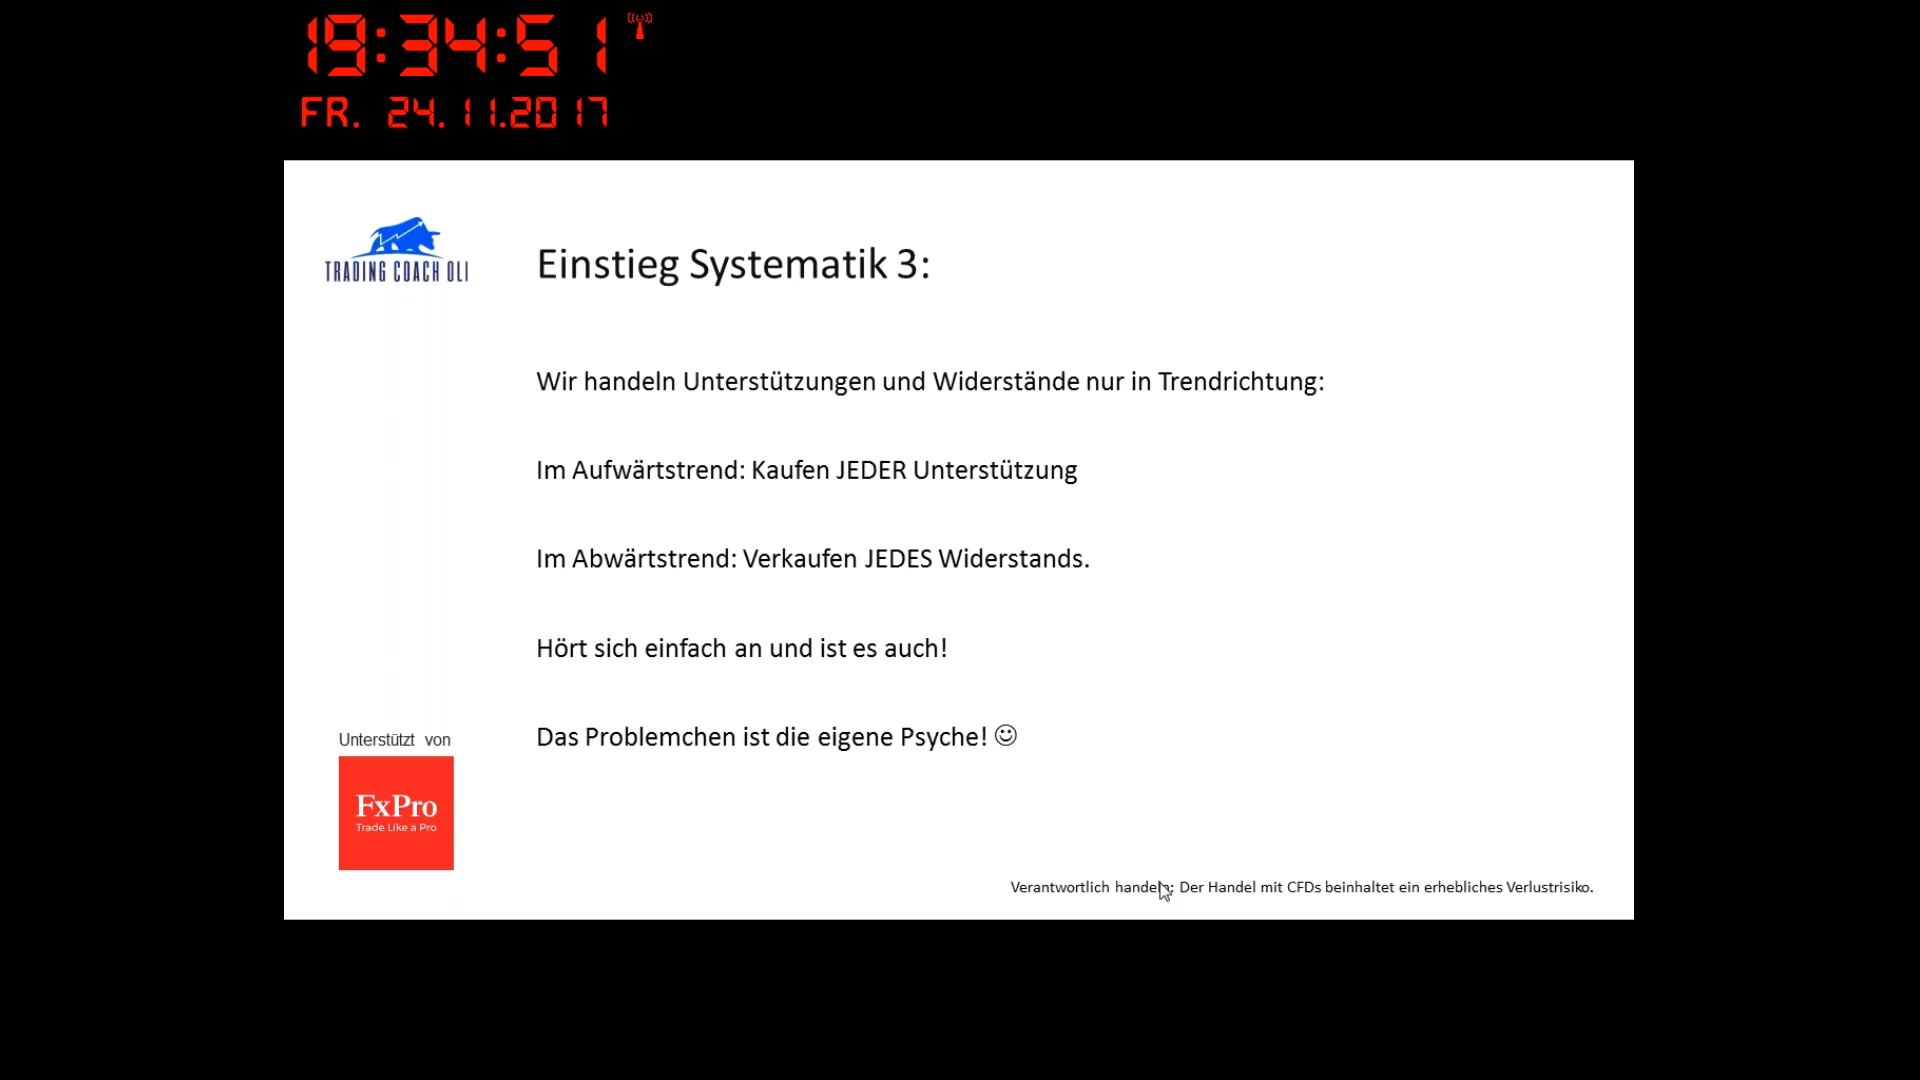 19:34:51
FR. 24.11.2017
TRADING COACH OLI
Einstieg Systematik 3:
Wir handeln Unterstützungen und Widerstände nur in Trendrichtung:
Im Aufwärtstrend: Kaufen JEDER Unterstützung
Im Abwärtstrend: Verkaufen JEDES Widerstands.
Hört sich einfach an und ist es auch!
Das Problemchen ist die eigene Psyche! ☺
Unterstützt von
FxPro
Trade Like a Pro
Verantwortlich handeln: Der Handel mit CFDs beinhaltet ein erhebliches Verlustrisiko.